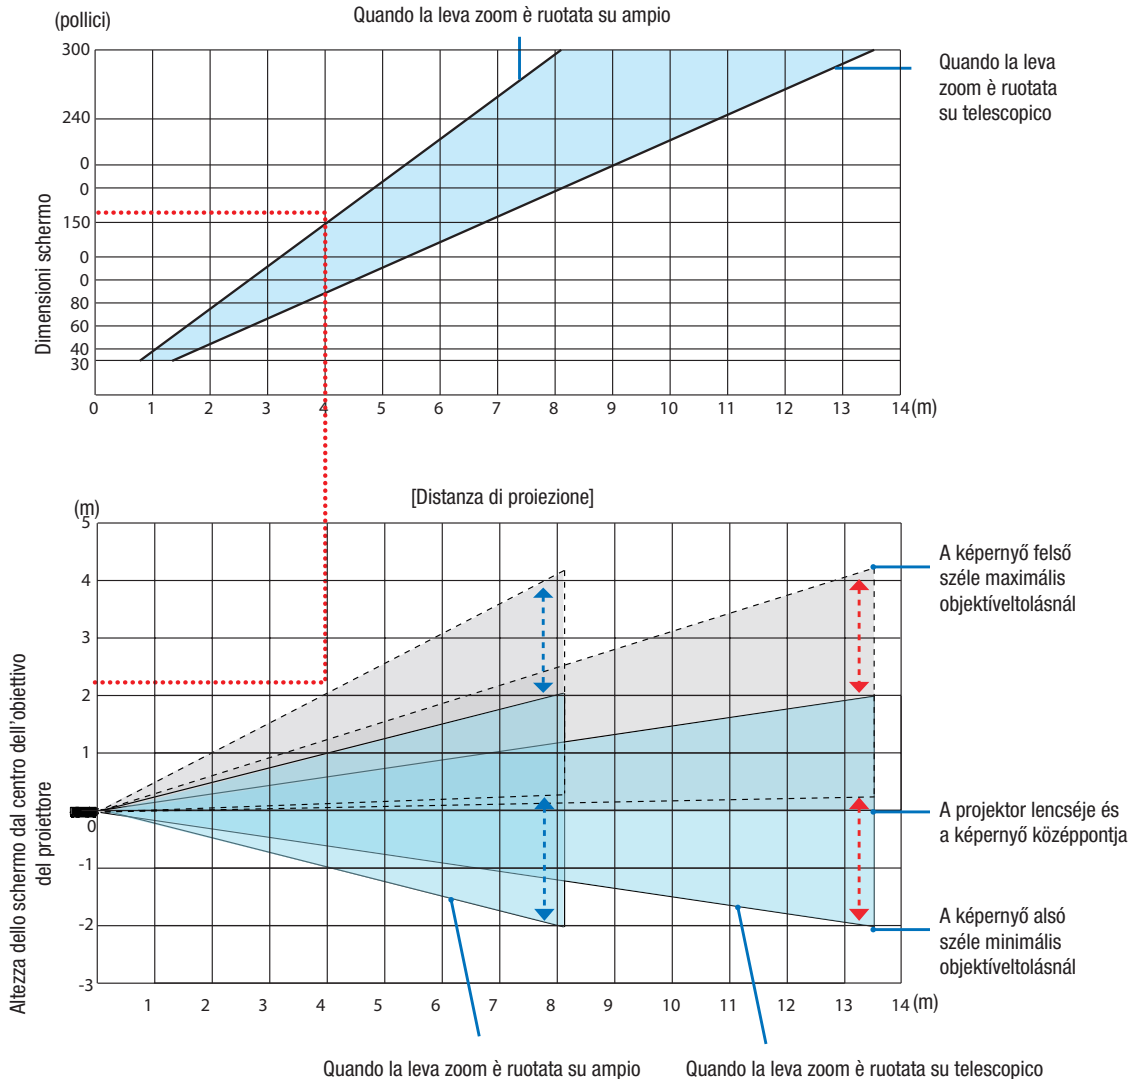 (pollici)
Quando la leva zoom è ruotata su ampio
Quando la leva
zoom è ruotata
su telescopico
Dimensioni schermo
300
240
0
0
150
0
0
80
60
40
30
0 1 2 3 4 5 6 7 8 9 10 11 12 13 14 (m)
[Distanza di proiezione]
(m)
Altezza dello schermo dal centro dell'obiettivo
del proiettore
5
4
3
2
1
0
-1
-2
-3
1 2 3 4 5 6 7 8 9 10 11 12 13 14 (m)
A képernyő felső
széle maximális
objektíveltolásnál
A projektor lencséje és
a képernyő középpontja
A képernyő alsó
széle minimális
objektíveltolásnál
Quando la leva zoom è ruotata su ampio
Quando la leva zoom è ruotata su telescopico